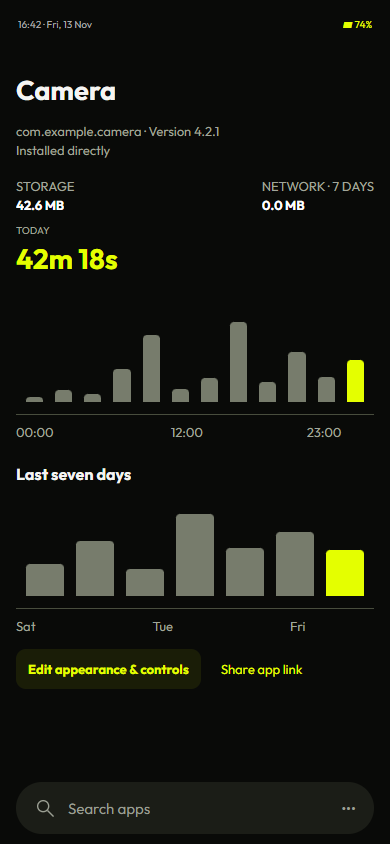 16:42 · Fri, 13 Nov
74%
Camera
com.example.camera · Version 4.2.1
Installed directly
STORAGE
42.6 MB
NETWORK · 7 DAYS
0.0 MB
TODAY
42m 18s
00:00 12:00 23:00
Last seven days
Sat Tue Fri
Edit appearance & controls
Share app link
Search apps